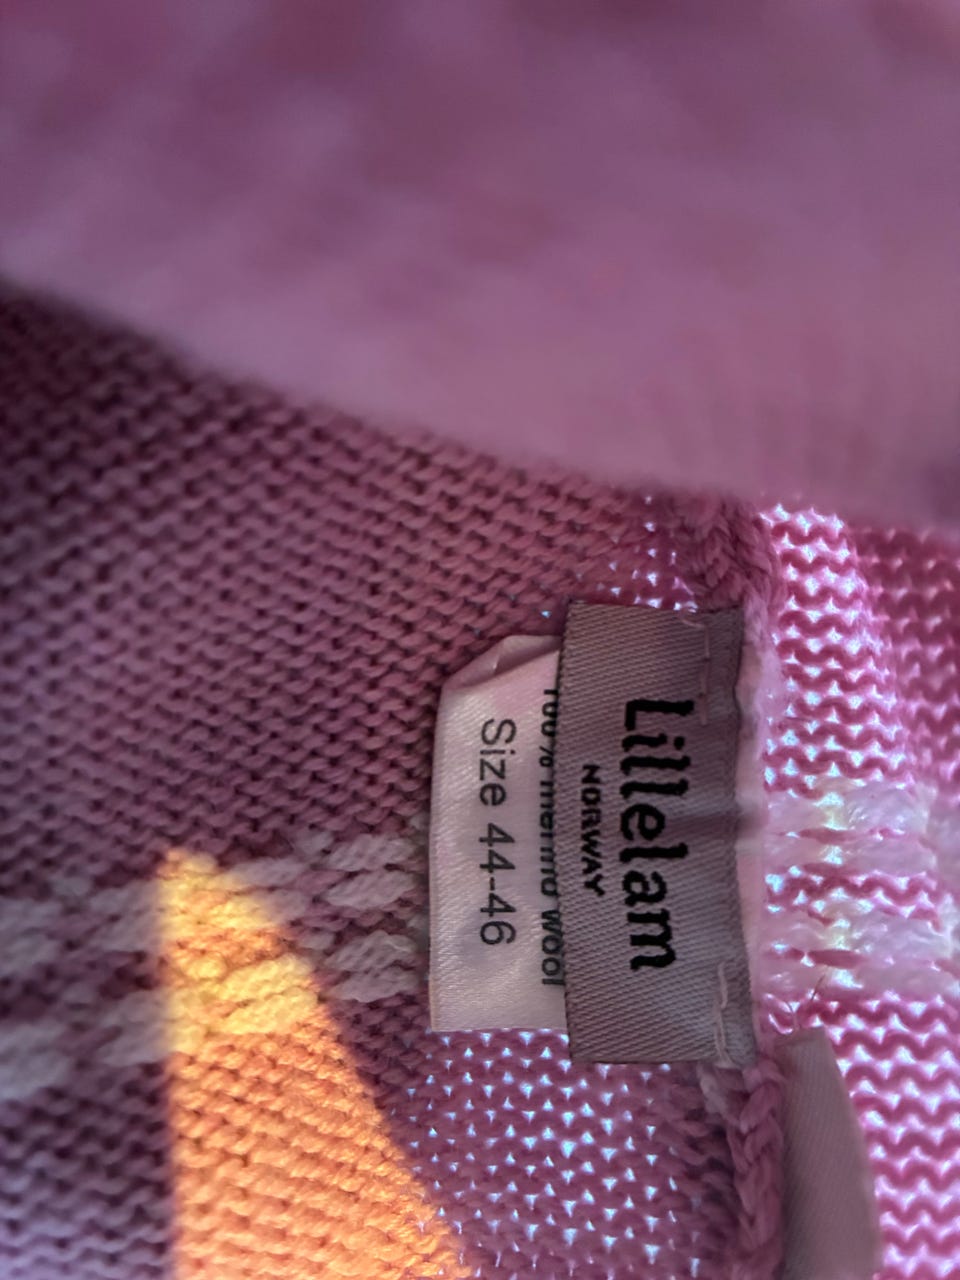 Lillelam
NORWAY
100% merino wool
Size 44-46